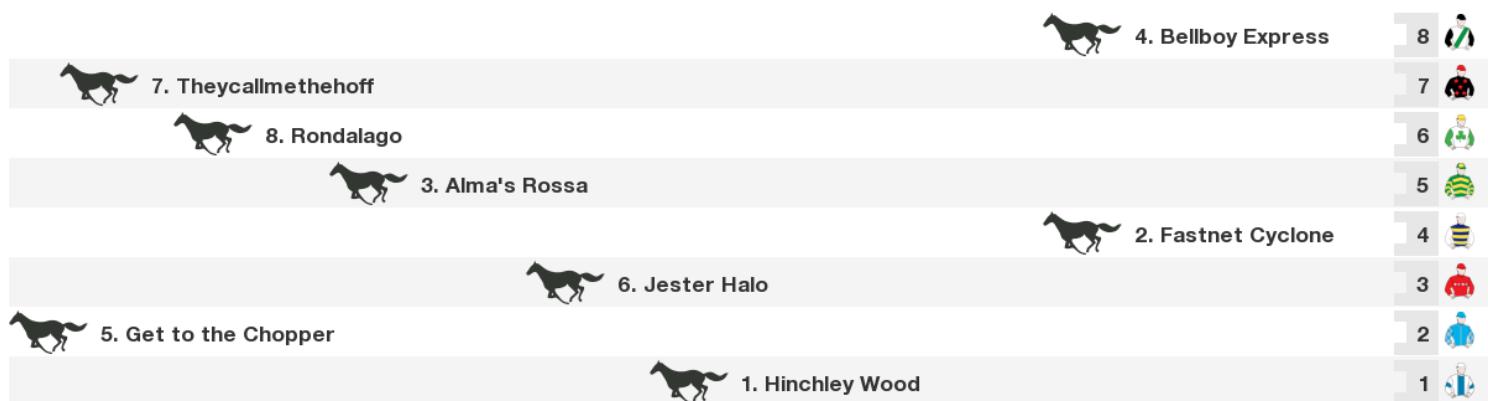 4. Bellboy Express 8
7. Theycallmethehoff 7
8. Rondalago 6
3. Alma's Rossa 5
2. Fastnet Cyclone 4
6. Jester Halo 3
5. Get to the Chopper 2
1. Hinchley Wood 1